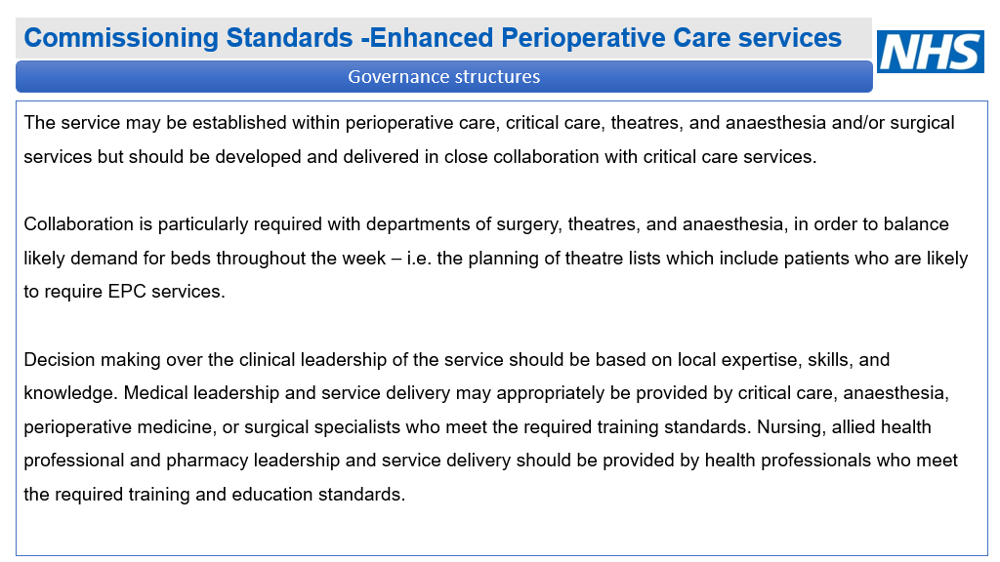 Commissioning Standards -Enhanced Perioperative Care services
NHS
Governance structures
The service may be established within perioperative care, critical care, theatres, and anaesthesia and/or surgical
services but should be developed and delivered in close collaboration with critical care services.
Collaboration is particularly required with departments of surgery, theatres, and anaesthesia, in order to balance
likely demand for beds throughout the week – i.e. the planning of theatre lists which include patients who are likely
to require EPC services.
Decision making over the clinical leadership of the service should be based on local expertise, skills, and
knowledge. Medical leadership and service delivery may appropriately be provided by critical care, anaesthesia,
perioperative medicine, or surgical specialists who meet the required training standards. Nursing, allied health
professional and pharmacy leadership and service delivery should be provided by health professionals who meet
the required training and education standards.